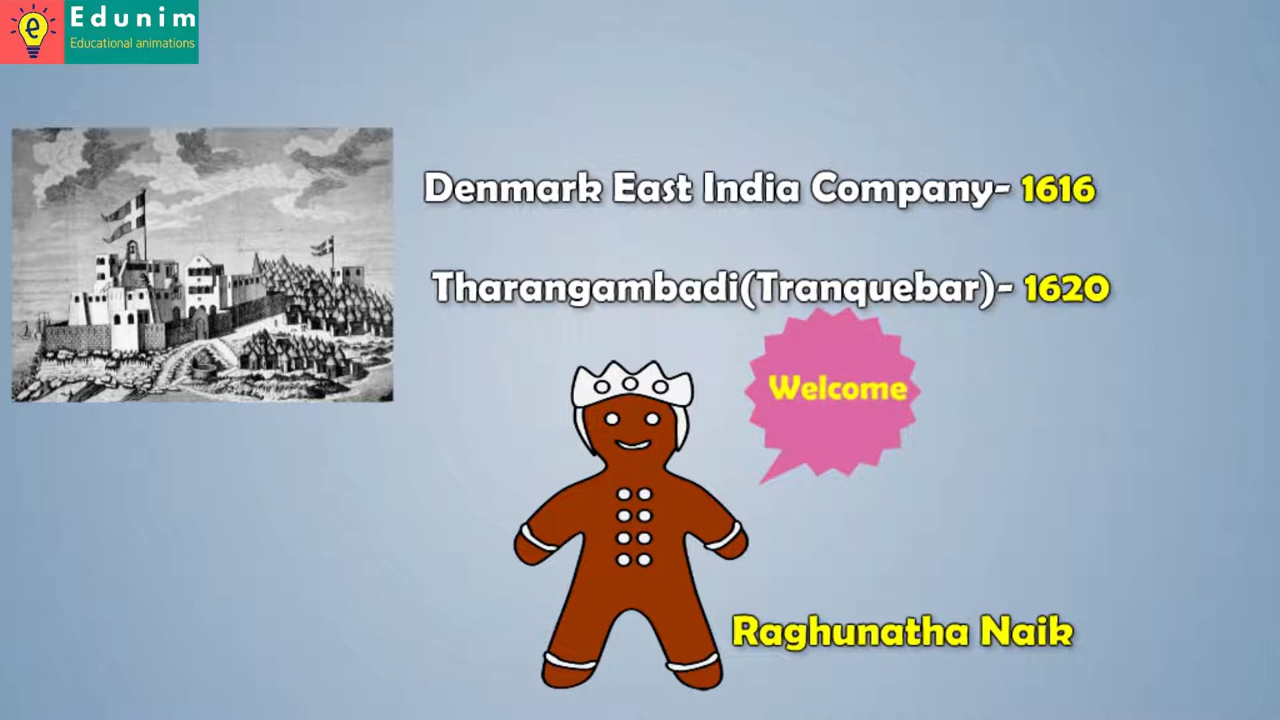 e
Edunim
Educational animations
Denmark East India Company- 1616
Tharangambadi(Tranquebar)- 1620
Welcome
Raghunatha Naik